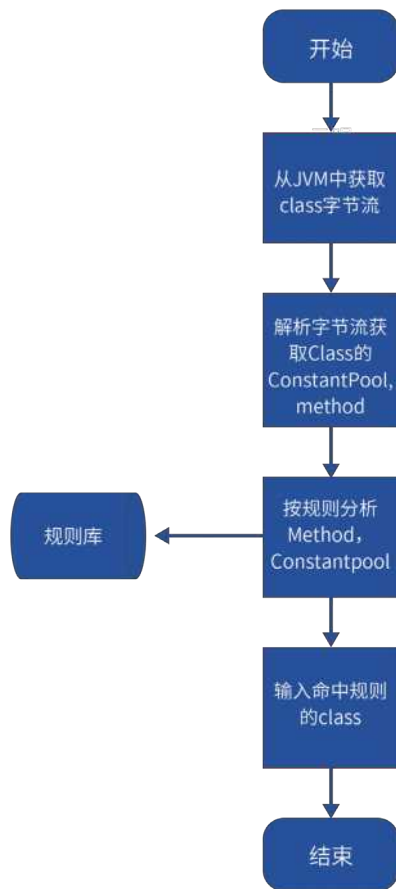 开始
从JVM中获取
class字节流
解析字节流获
取Class的
ConstantPool,
method
规则库
按规则分析
Method，
Constantpool
输入命中规则
的class
结束